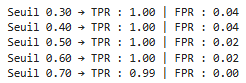 Seuil 0.30 → TPR : 1.00 | FPR : 0.04
Seuil 0.40 → TPR : 1.00 | FPR : 0.04
Seuil 0.50 → TPR : 1.00 | FPR : 0.02
Seuil 0.60 → TPR : 1.00 | FPR : 0.02
Seuil 0.70 → TPR : 0.99 | FPR : 0.00